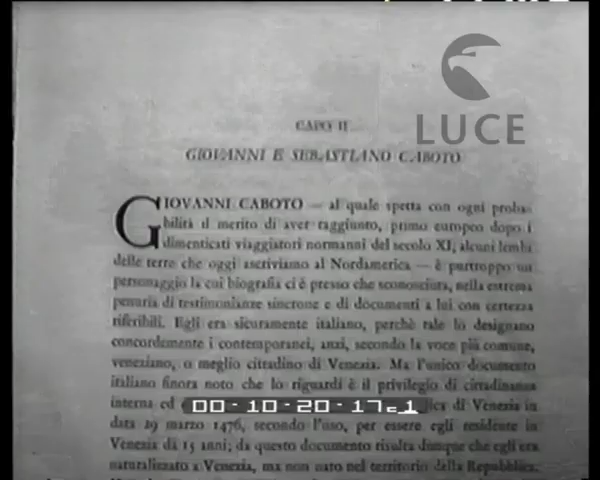 LUCE
CAPO II
GIOVANNI E SEBASTIANO CABOTO
GIOVANNI CABOTO — al quale spetta con ogni proba-
bilità il merito di aver raggiunto, primo europeo dopo i
dimenticati viaggiatori normanni del secolo XI, alcuni lembi
delle terre che oggi ascriviamo al Nordamerica — è purtroppo un
personaggio la cui biografia ci è presso che sconosciuta, nella estrema
penuria di testimonianze sincrone e di documenti a lui con certezza
riferibili. Egli era sicuramente italiano, perchè tale lo designano
concordemente i contemporanei, anzi, secondo la voce più comune,
veneziano, o meglio cittadino di Venezia. Ma l'unico documento
italiano finora noto che lo riguardi è il privilegio di cittadinanza
interna ed di Venezia in
00-10-20-17c1
data 29 marzo 1476, secondo l'uso, per essere egli residente in
Venezia da 15 anni; da questo documento risulta dunque che egli era
naturalizzato a Venezia, ma non nato nel territorio della Repubblica.